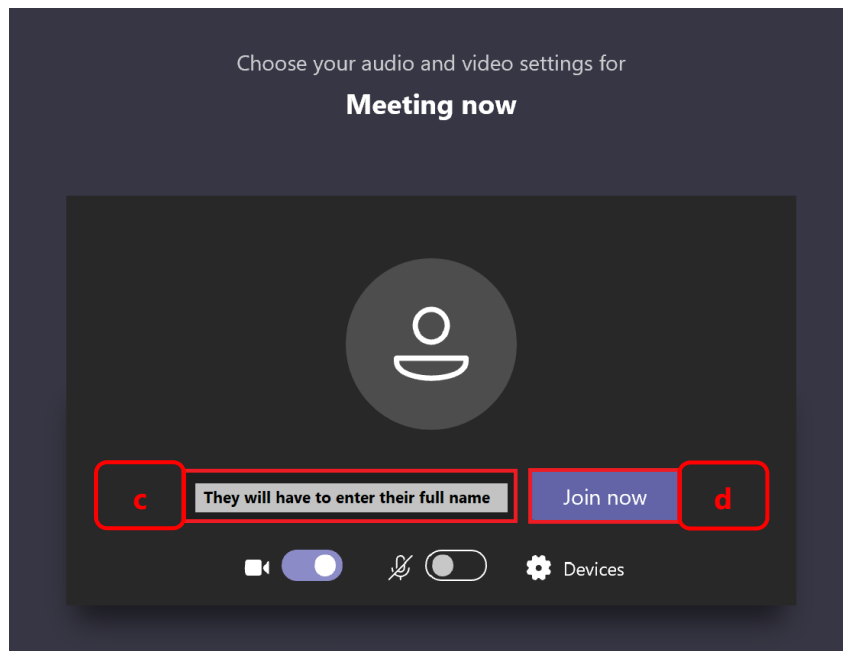 Choose your audio and video settings for
Meeting now
c
They will have to enter their full name
Join now
d
Devices